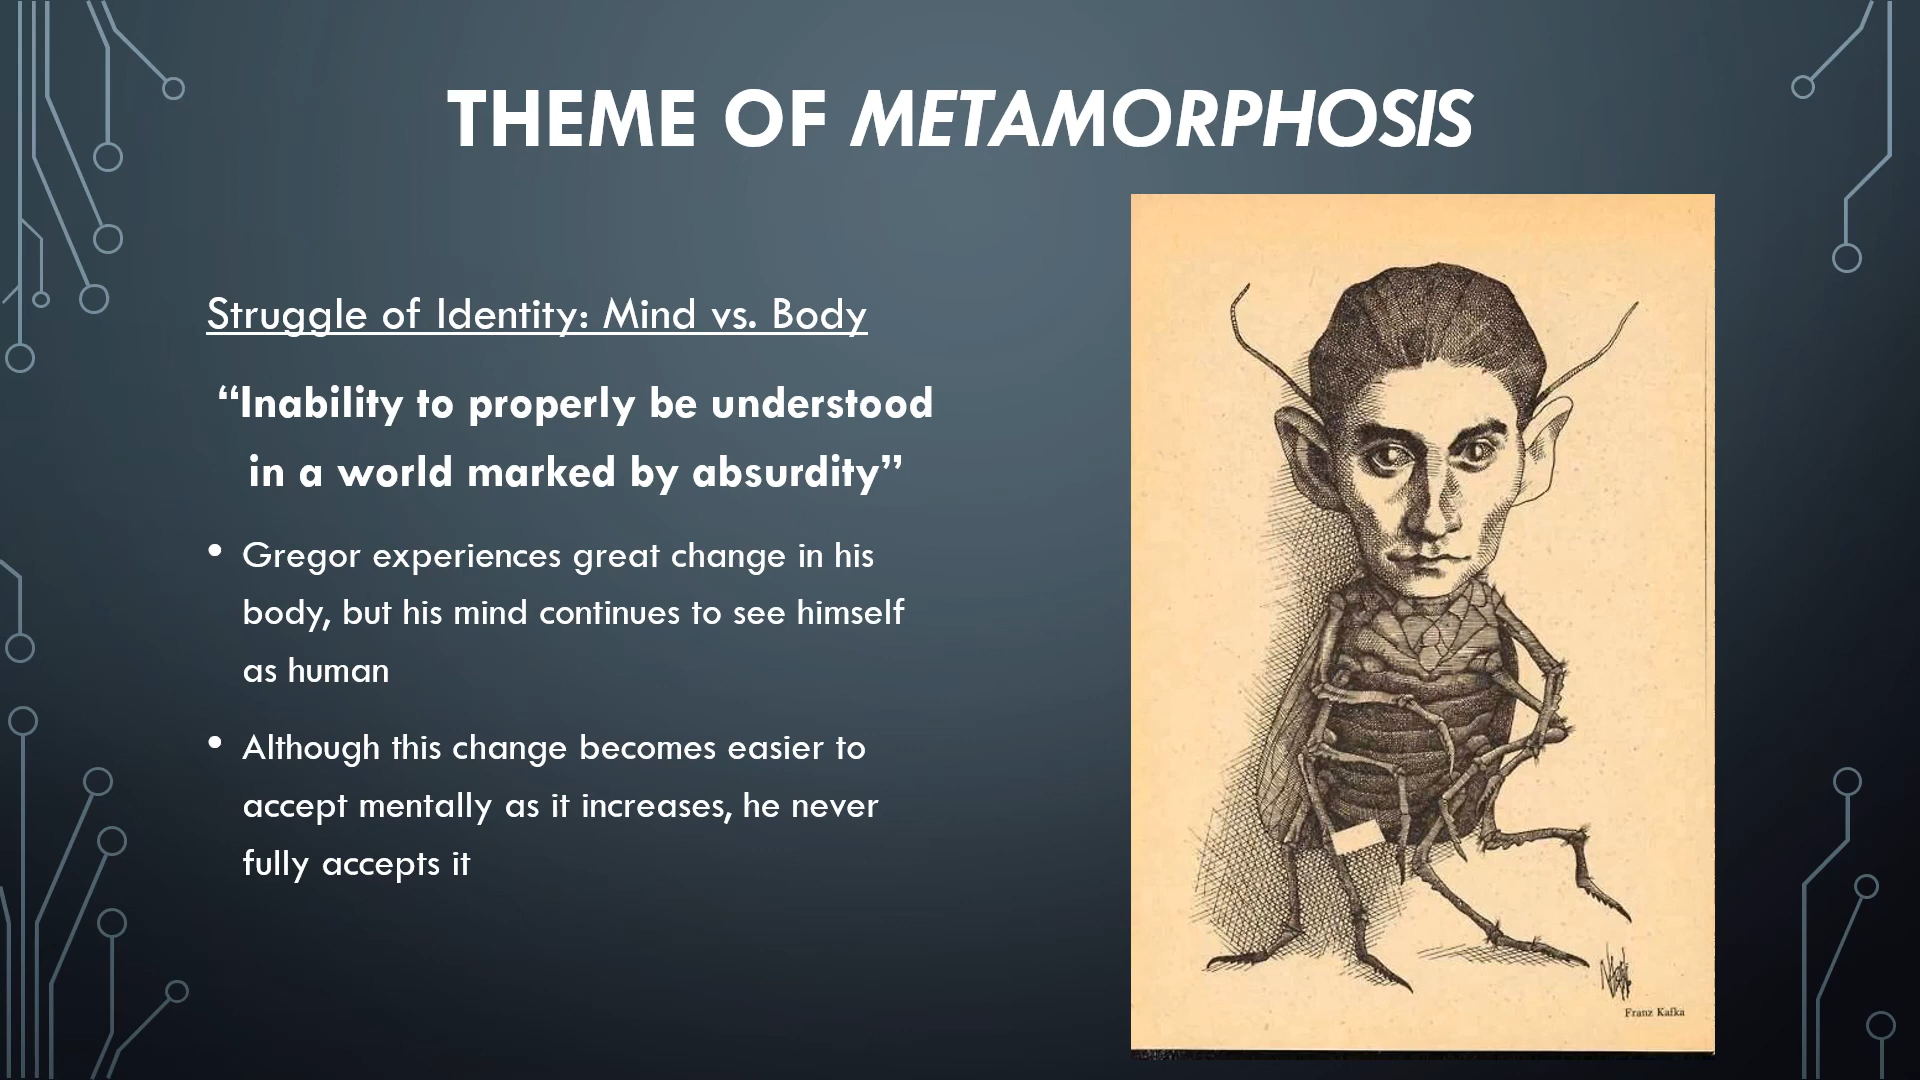 THEME OF METAMORPHOSIS
Struggle of Identity: Mind vs. Body
“Inability to properly be understood
in a world marked by absurdity”
• Gregor experiences great change in his
body, but his mind continues to see himself
as human
• Although this change becomes easier to
accept mentally as it increases, he never
fully accepts it
Franz Kafka